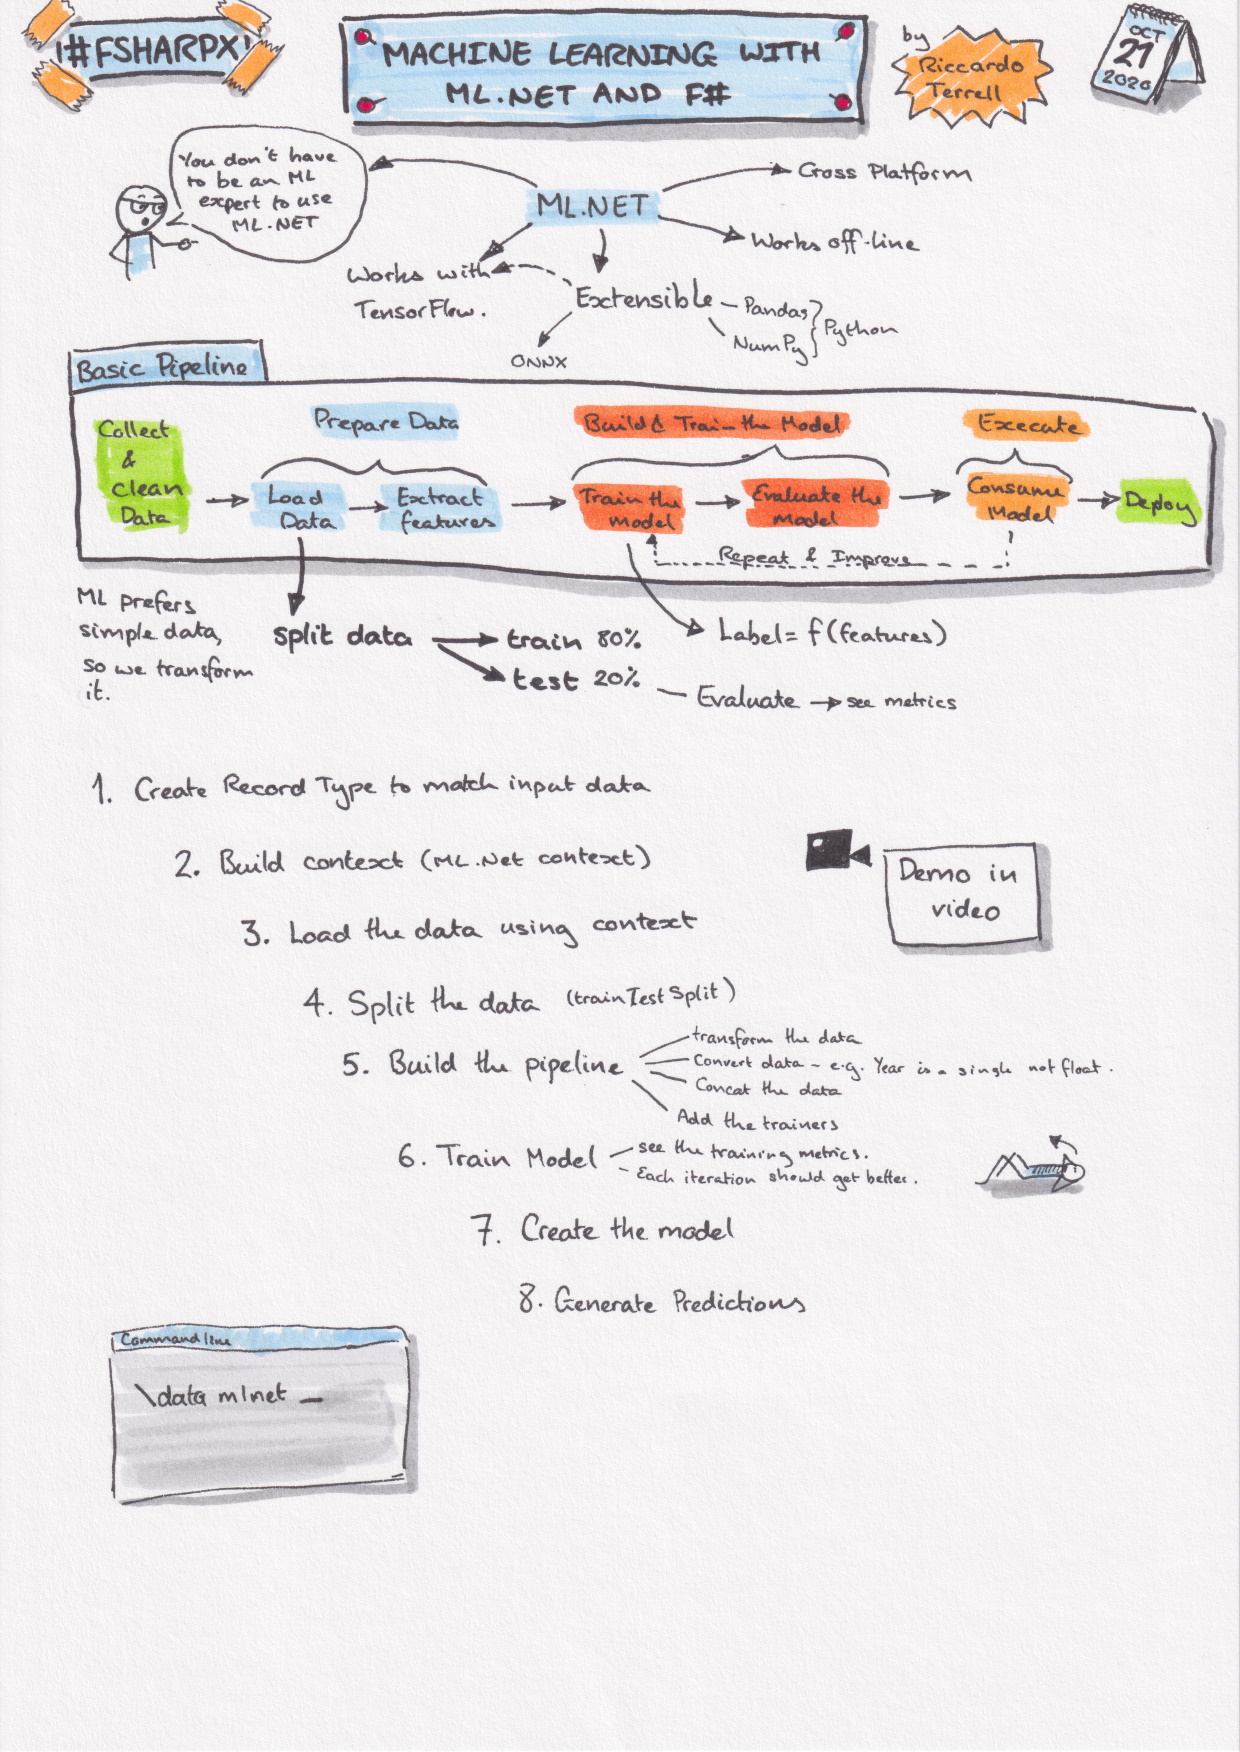 #FSHARPX
MACHINE LEARNING WITH
ML.NET AND F#
by
Riccardo
Terrell
OCT
21
2020
You don't have
to be an ML
expert to use
ML.NET
ML.NET
Cross Platform
Works off-line
Works with
TensorFlow.
Extensible
Pandas
NumPy
Python
ONNX
Basic Pipeline
Collect
&
clean
Data
Prepare Data
Load
Data
Extract
features
Build & Train the Model
Train the
model
Evaluate the
Model
Execute
Consume
Model
Deploy
Repeat & Improve
ML prefers
simple data,
so we transform
it.
split data
train 80%
test 20%
Label = f(features)
Evaluate → see metrics
1. Create Record Type to match input data
2. Build context (ML.Net context)
3. Load the data using context
4. Split the data (trainTestSplit)
5. Build the pipeline
transform the data
Convert data - e.g. Year is a single not float.
Concat the data
Add the trainers
6. Train Model
see the training metrics.
Each iteration should get better.
7. Create the model
8. Generate Predictions
Demo in
video
Command line
\data mlnet _